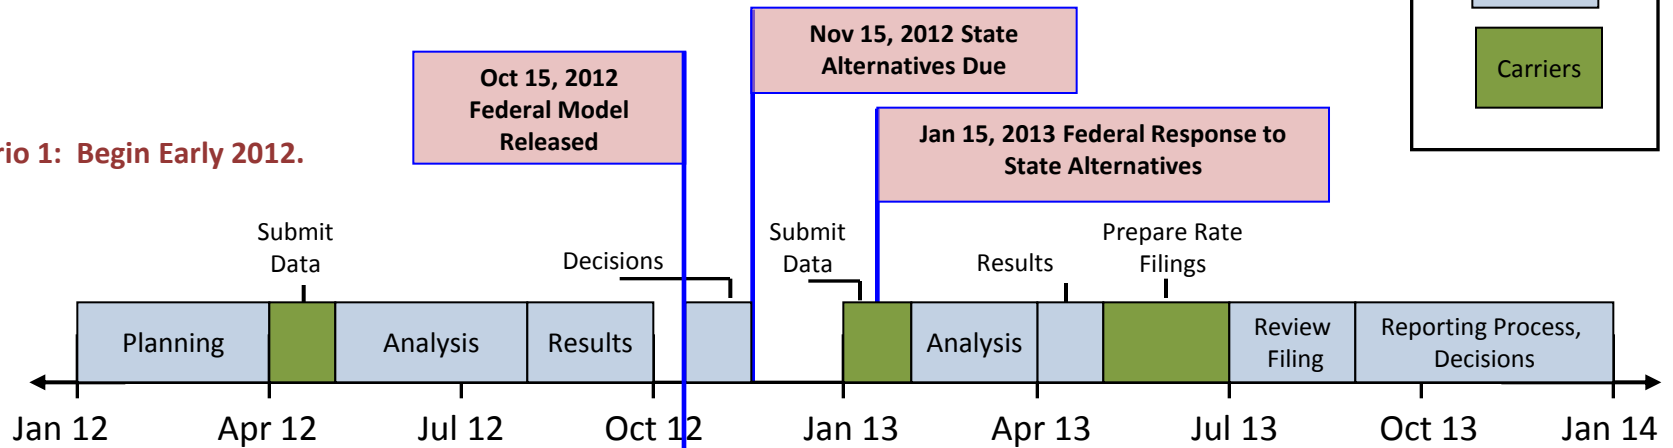 Nov 15, 2012 State
Alternatives Due
Oct 15, 2012
Federal Model
Released
Carriers
Jan 15, 2013 Federal Response to
State Alternatives
rio 1: Begin Early 2012.
Submit
Data
Decisions
Submit
Data
Results
Prepare Rate
Filings
Planning
Analysis
Results
Analysis
Review
Filing
Reporting Process,
Decisions
Jan 12
Apr 12
Jul 12
Oct 12
Jan 13
Apr 13
Jul 13
Oct 13
Jan 14